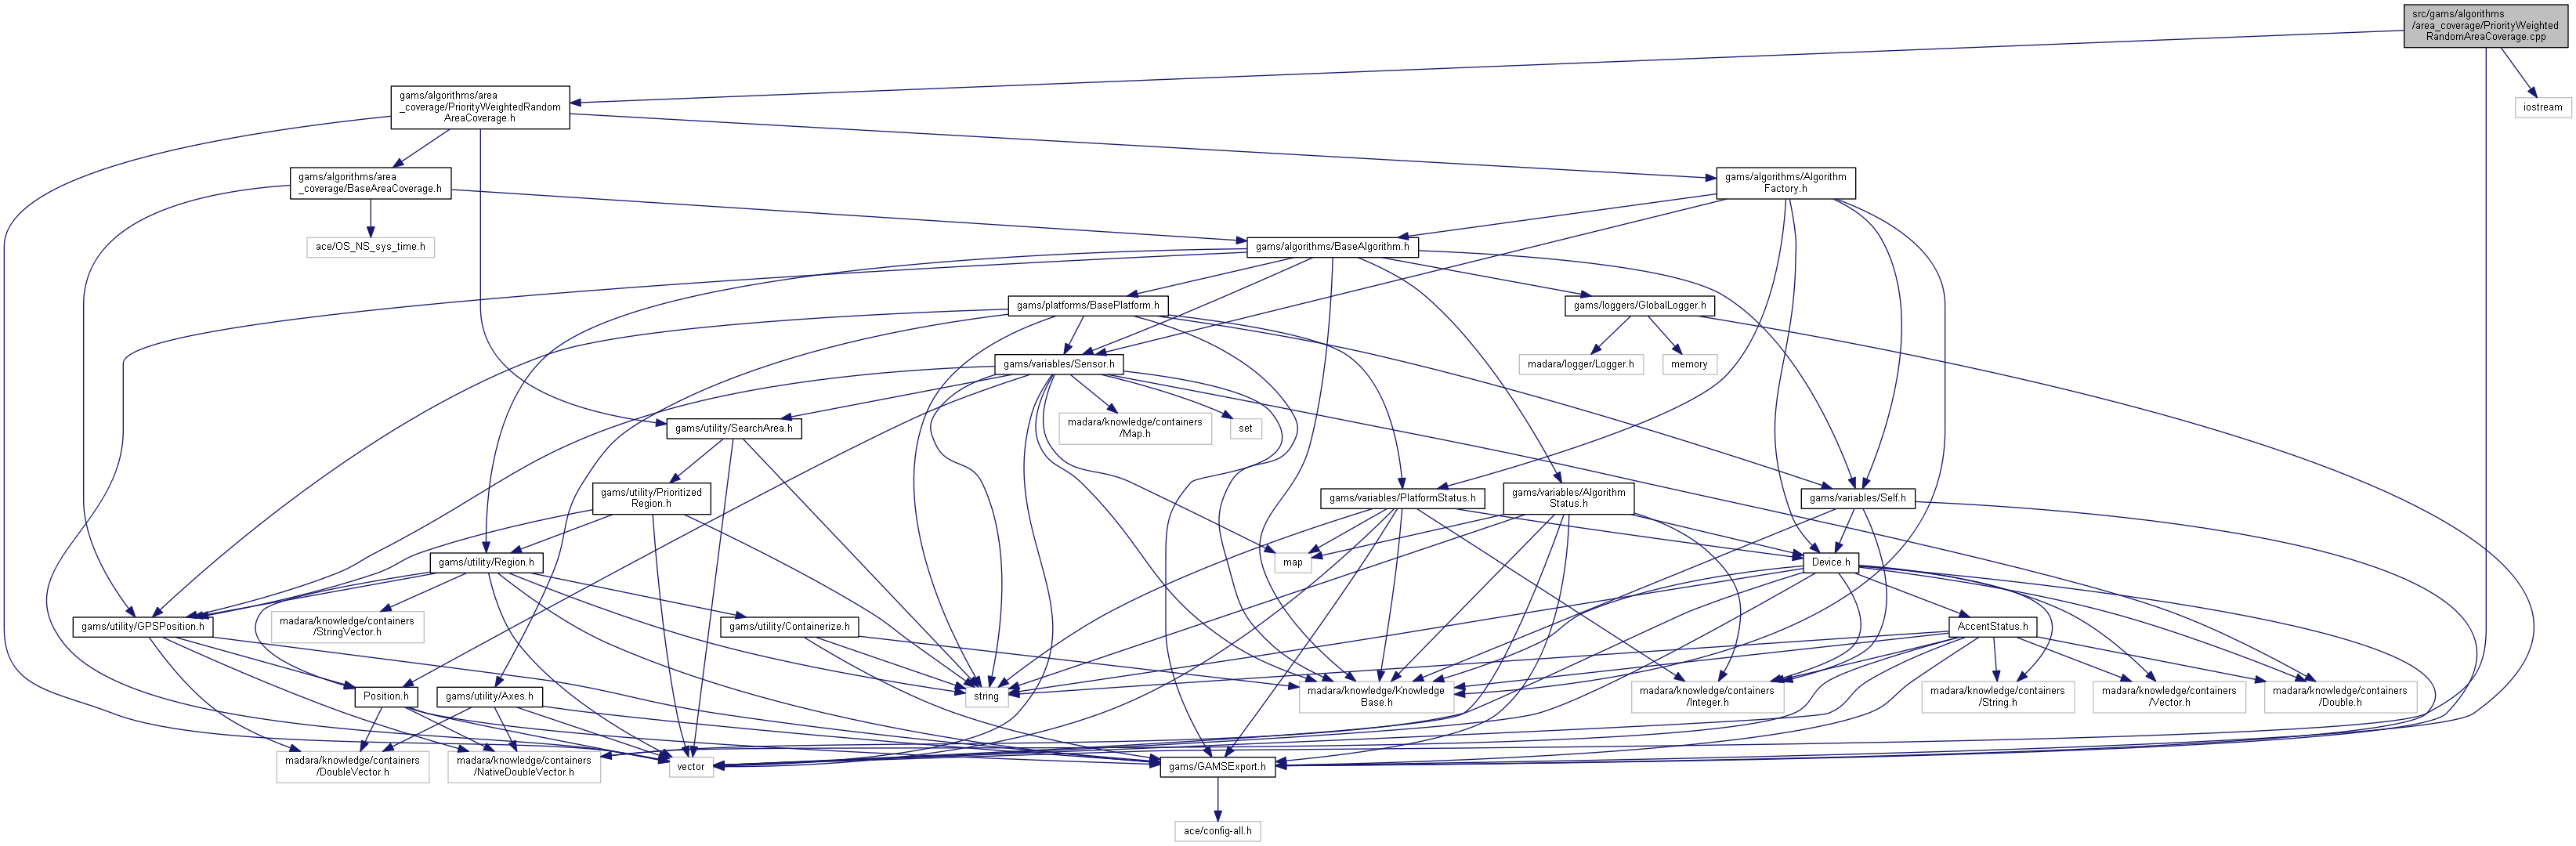 src/gams/algorithms
/area_coverage/PriorityWeighted
RandomAreaCoverage.cpp
gams/algorithms/area
_coverage/PriorityWeightedRandom
AreaCoverage.h
iostream
gams/algorithms/area
_coverage/BaseAreaCoverage.h
gams/algorithms/Algorithm
Factory.h
ace/OS_NS_sys_time.h
gams/algorithms/BaseAlgorithm.h
gams/platforms/BasePlatform.h
gams/loggers/GlobalLogger.h
gams/variables/Sensor.h
madara/logger/Logger.h
memory
gams/utility/SearchArea.h
madara/knowledge/containers
/Map.h
set
gams/utility/Prioritized
Region.h
gams/variables/PlatformStatus.h
gams/variables/Algorithm
Status.h
gams/variables/Self.h
gams/utility/Region.h
map
Device.h
gams/utility/GPSPosition.h
madara/knowledge/containers
/StringVector.h
gams/utility/Containerize.h
AccentStatus.h
Position.h
gams/utility/Axes.h
string
madara/knowledge/Knowledge
Base.h
madara/knowledge/containers
/Integer.h
madara/knowledge/containers
/String.h
madara/knowledge/containers
/Vector.h
madara/knowledge/containers
/Double.h
madara/knowledge/containers
/DoubleVector.h
madara/knowledge/containers
/NativeDoubleVector.h
vector
gams/GAMSExport.h
ace/config-all.h